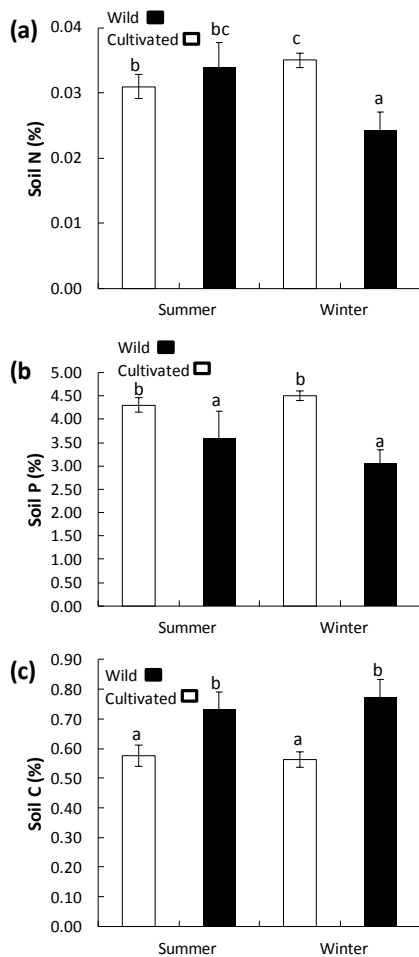 (a)
Wild
Cultivated
b
bc
c
a
0.04
0.03
0.02
0.01
0.00
Soil N (%)
Summer Winter
(b
Wild
Cultivated
b
a
b
a
5.00
4.50
4.00
3.50
3.00
2.50
2.00
1.50
1.00
0.50
0.00
Soil P (%)
Summer Winter
(c)
Wild
Cultivated
a
b
a
b
0.90
0.80
0.70
0.60
0.50
0.40
0.30
0.20
0.10
0.00
Soil C (%)
Summer Winter